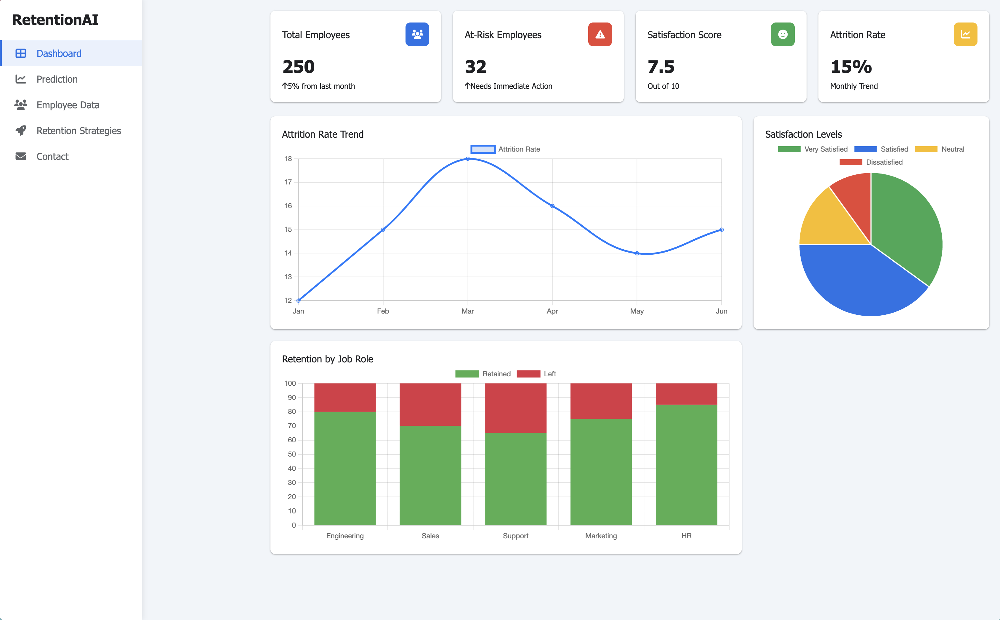 RetentionAI
Dashboard
Prediction
Employee Data
Retention Strategies
Contact
Total Employees
250
↑5% from last month
At-Risk Employees
32
↑Needs Immediate Action
Satisfaction Score
7.5
Out of 10
Attrition Rate
15%
Monthly Trend
Attrition Rate Trend
Attrition Rate
18
17
16
15
14
13
12
Jan Feb Mar Apr May Jun
Satisfaction Levels
Very Satisfied Satisfied Neutral
Dissatisfied
Retention by Job Role
Retained Left
100
90
80
70
60
50
40
30
20
10
0
Engineering Sales Support Marketing HR